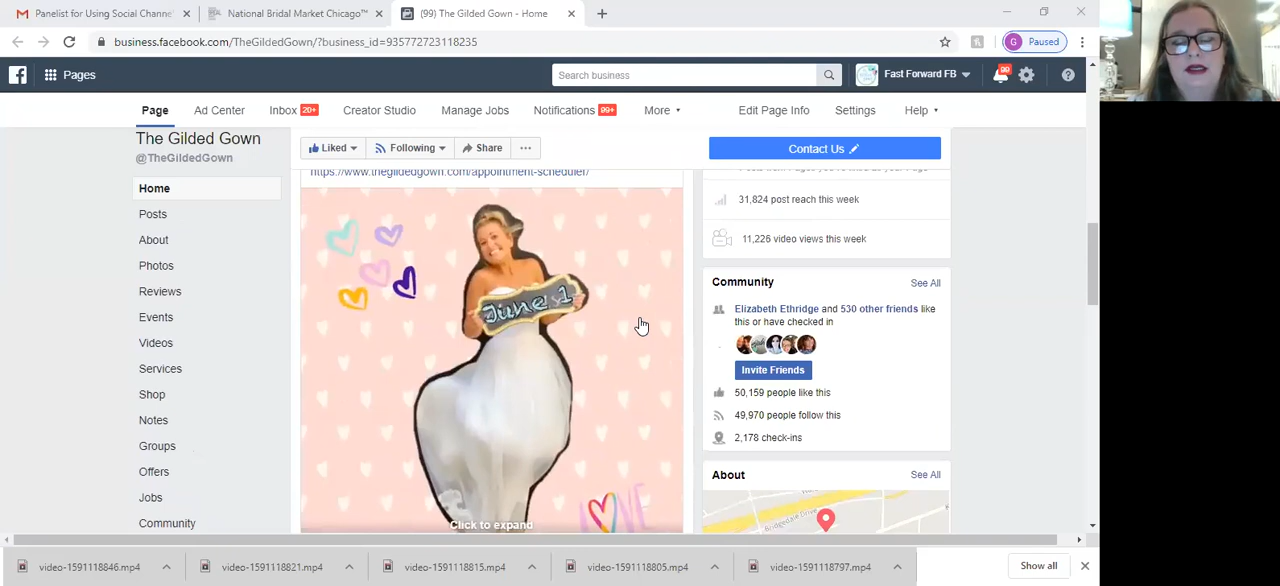 Panelist for Using Social Channe
National Bridal Market Chicago™
(99) The Gilded Gown - Home
business.facebook.com/TheGildedGown/?business_id=935772723118235
G Paused
Pages
Search business
Fast Forward FB
99
Page
Ad Center
Inbox 20+
Creator Studio
Manage Jobs
Notifications 99+
More
Edit Page Info
Settings
Help
The Gilded Gown
@TheGildedGown
Liked
Following
Share
Contact Us
Home
Posts
About
Photos
Reviews
Events
Videos
Services
Shop
Notes
Groups
Offers
Jobs
Community
https://www.thegildedgown.com/appointment-scheduler/
June 1
LOVE
Click to expand
31,824 post reach this week
11,226 video views this week
Community
See All
Elizabeth Ethridge and 530 other friends like
this or have checked in
Invite Friends
50,159 people like this
49,970 people follow this
2,178 check-ins
About
See All
Bridgedale Drive
video-1591118846.mp4
video-1591118821.mp4
video-1591118815.mp4
video-1591118805.mp4
video-1591118797.mp4
Show all